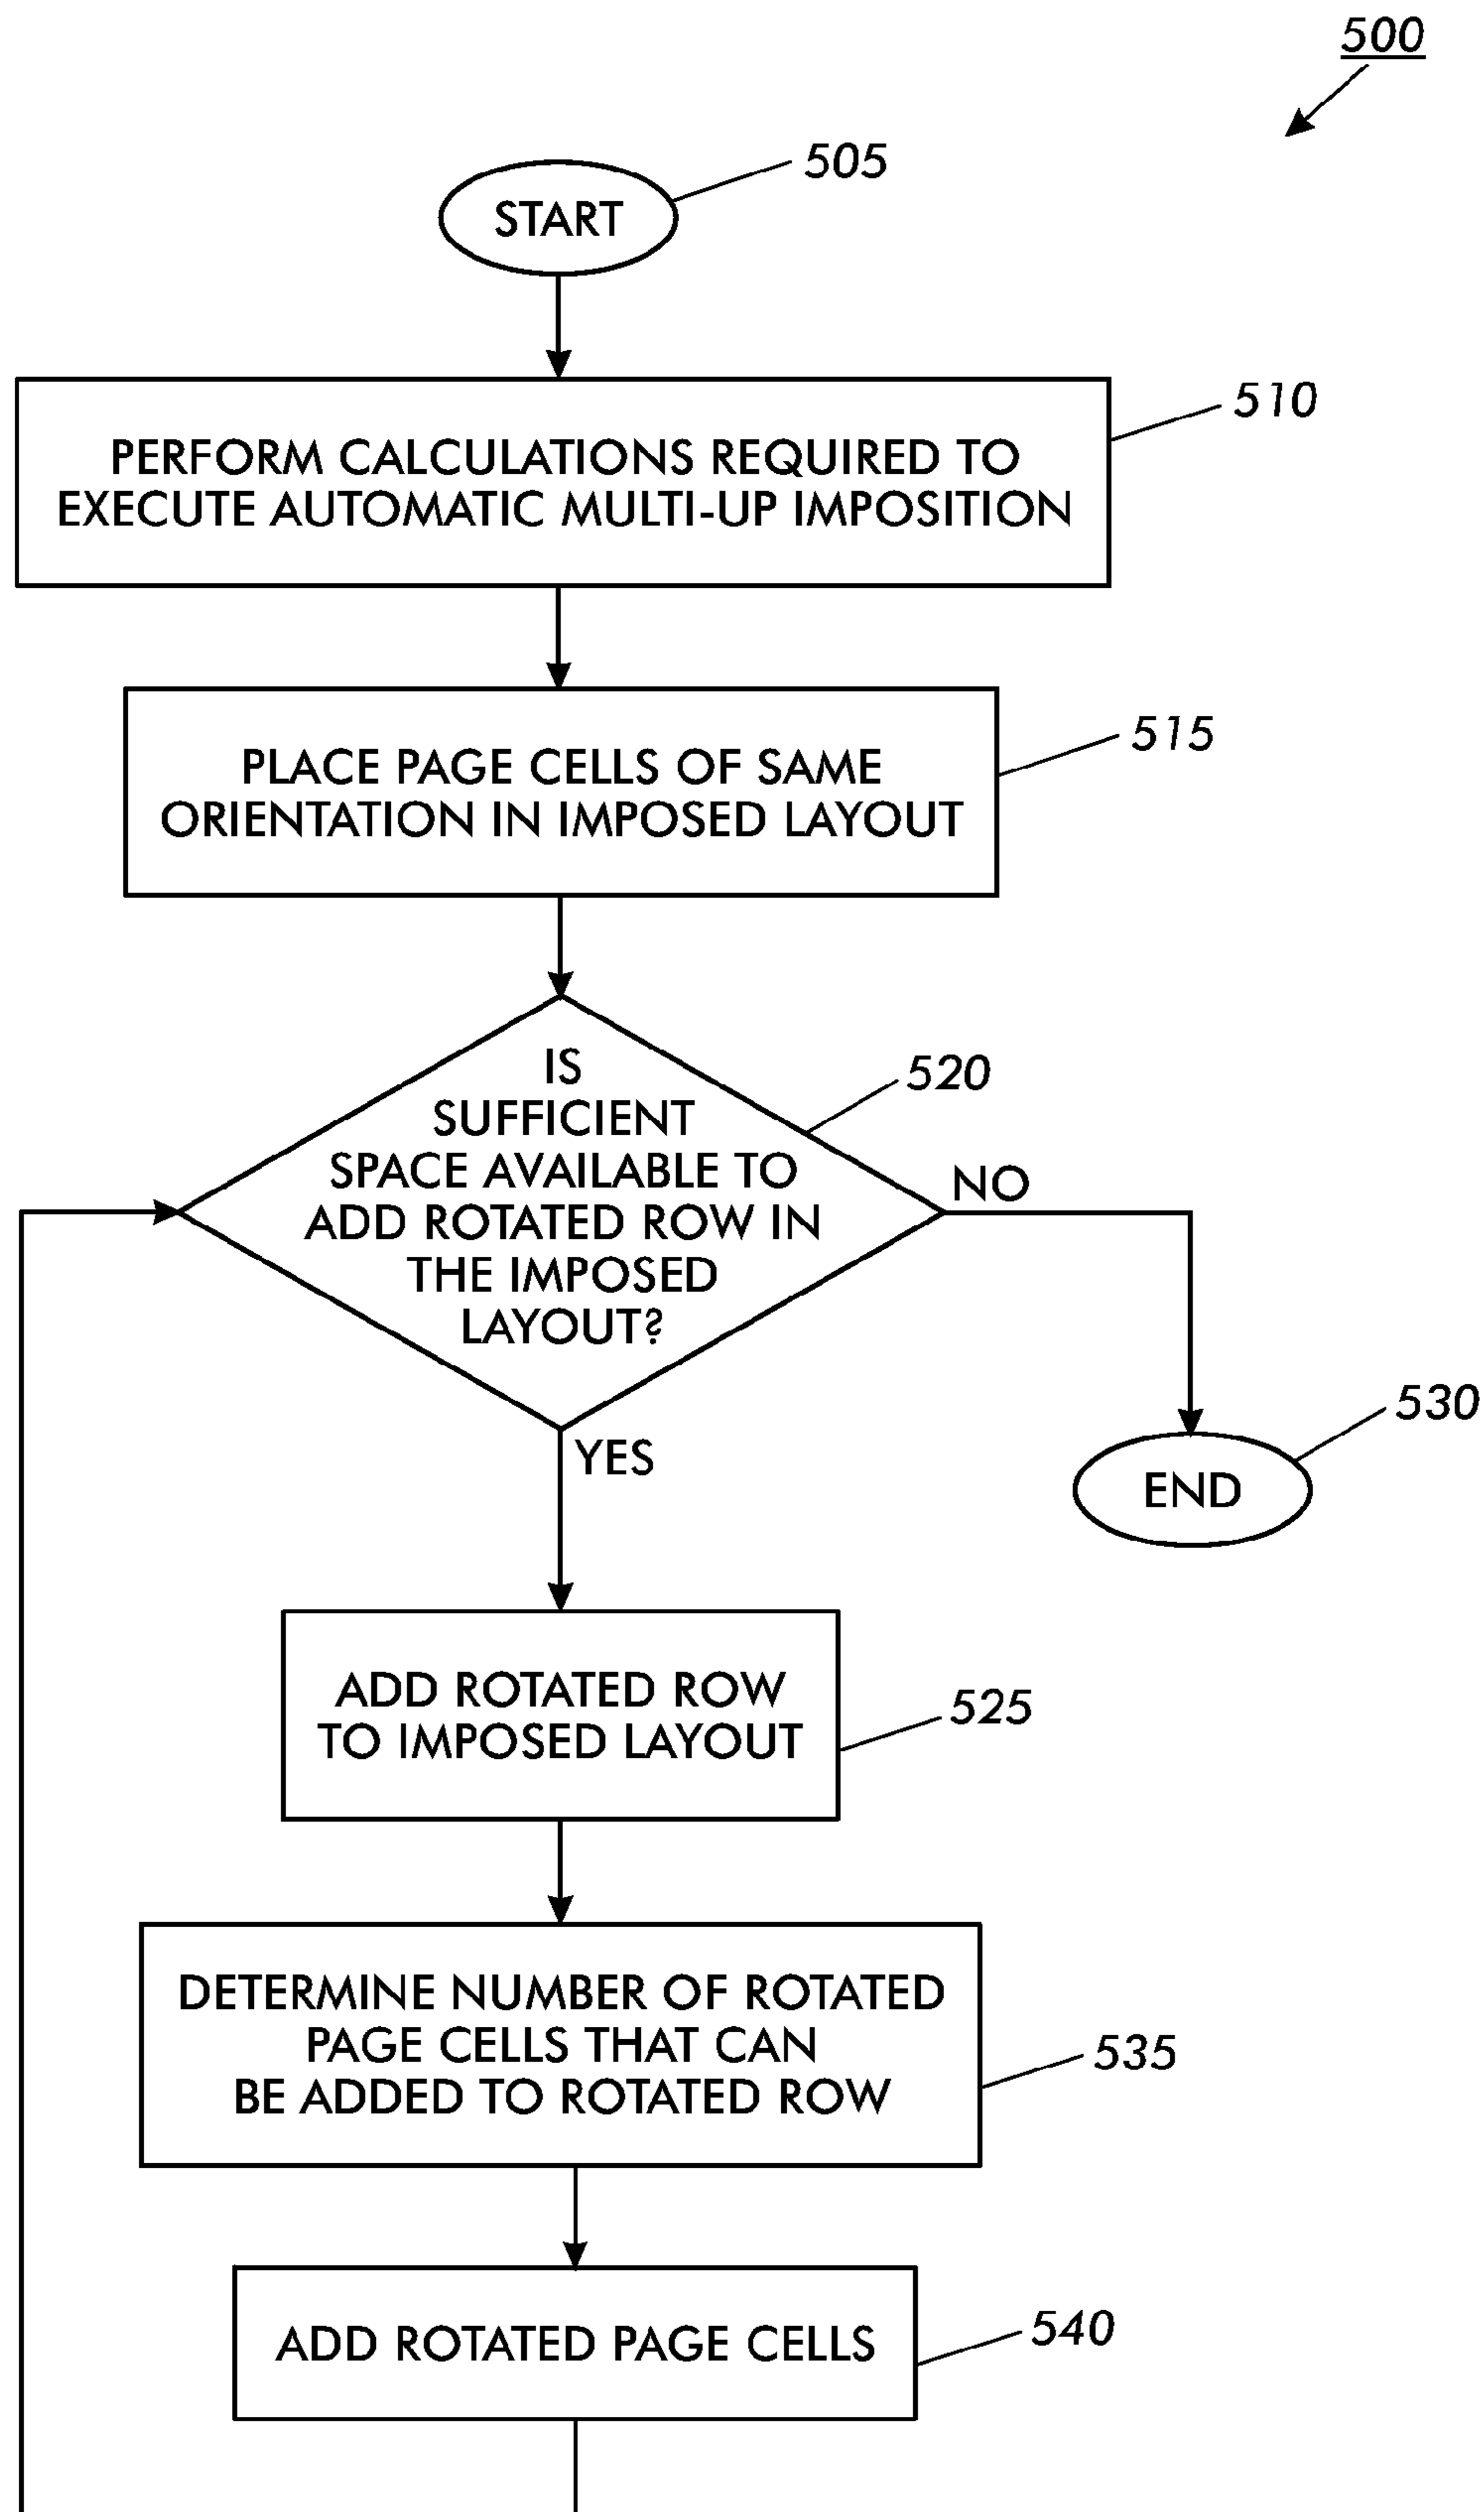 500
505
START
510
PERFORM CALCULATIONS REQUIRED TO
EXECUTE AUTOMATIC MULTI-UP IMPOSITION
515
PLACE PAGE CELLS OF SAME
ORIENTATION IN IMPOSED LAYOUT
520
IS
SUFFICIENT
SPACE AVAILABLE TO
ADD ROTATED ROW IN
THE IMPOSED
LAYOUT?
NO
530
END
YES
525
ADD ROTATED ROW
TO IMPOSED LAYOUT
535
DETERMINE NUMBER OF ROTATED
PAGE CELLS THAT CAN
BE ADDED TO ROTATED ROW
540
ADD ROTATED PAGE CELLS